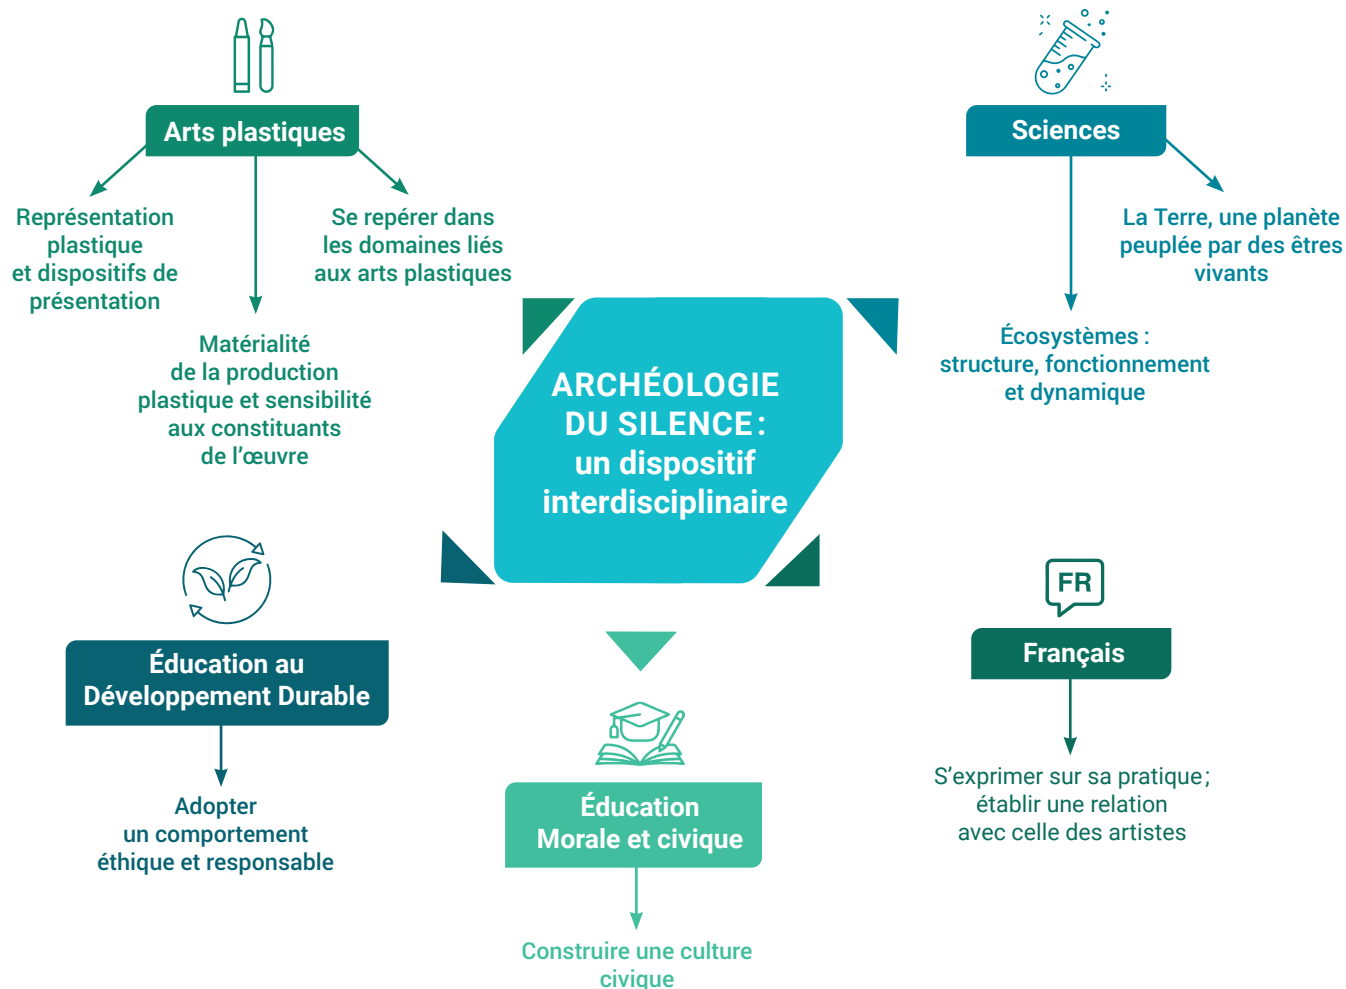 Arts plastiques
Représentation
plastique
et dispositifs de
présentation
Matérialité
de la production
plastique et sensibilité
aux constituants
de l’œuvre
Se repérer dans
les domaines liés
aux arts plastiques
Sciences
La Terre, une planète
peuplée par des êtres
vivants
Écosystèmes :
structure, fonctionnement
et dynamique
ARCHÉOLOGIE
DU SILENCE :
un dispositif
interdisciplinaire
Éducation au
Développement Durable
Adopter
un comportement
éthique et responsable
Éducation
Morale et civique
Construire une culture
civique
FR
Français
S’exprimer sur sa pratique ;
établir une relation
avec celle des artistes